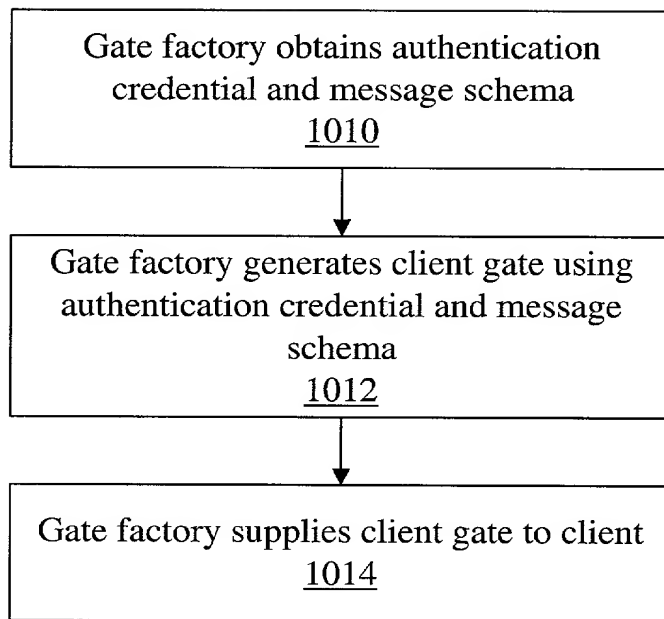 Gate factory obtains authentication
credential and message schema
1010
Gate factory generates client gate using
authentication credential and message
schema
1012
Gate factory supplies client gate to client
1014